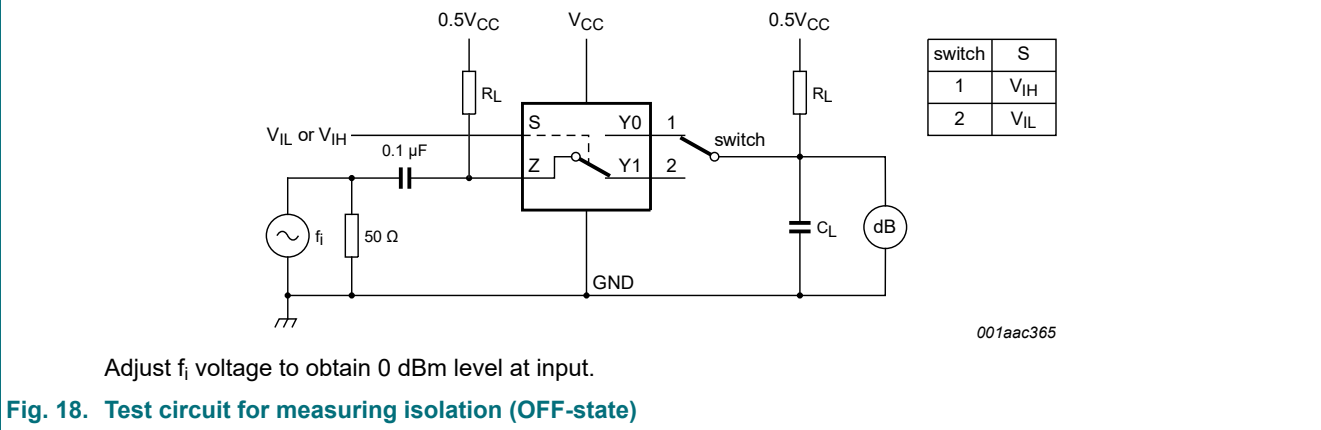 0.5VCC
VCC
0.5VCC
switch S
1 VIH
2 VIL
RL
RL
S
Y0
1
VIL or VIH
switch
0.1 µF
Z
Y1
2
fi
50 Ω
CL
dB
GND
001aac365
Adjust fi voltage to obtain 0 dBm level at input.
Fig. 18. Test circuit for measuring isolation (OFF-state)